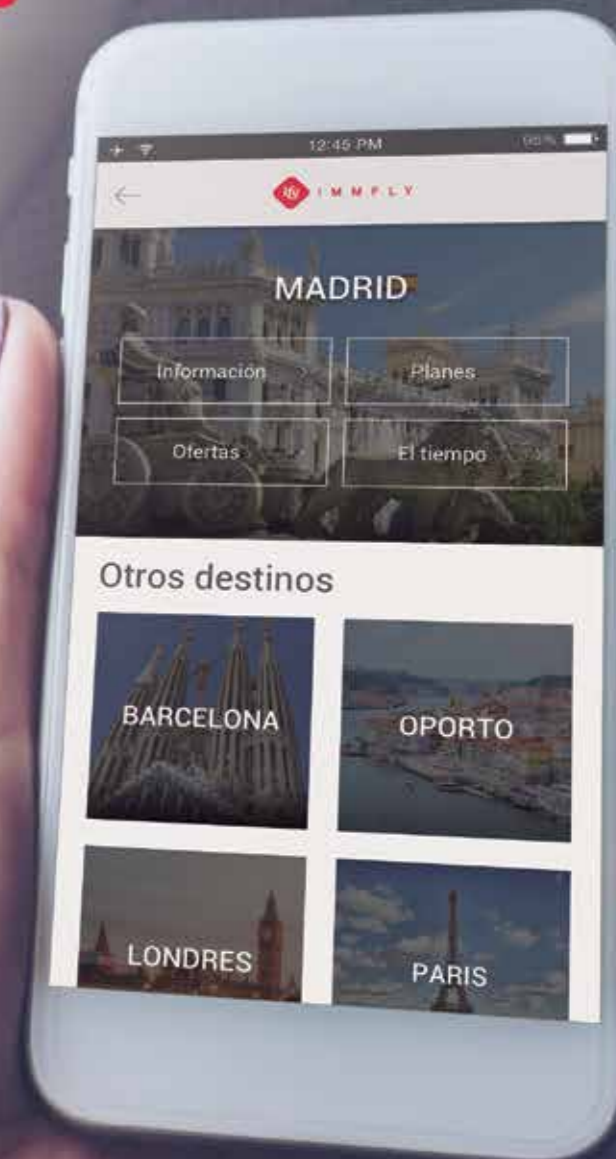 12:45 PM
IMMFLY
MADRID
Información
Planes
Ofertas
El tiempo
Otros destinos
BARCELONA
OPORTO
LONDRES
PARIS